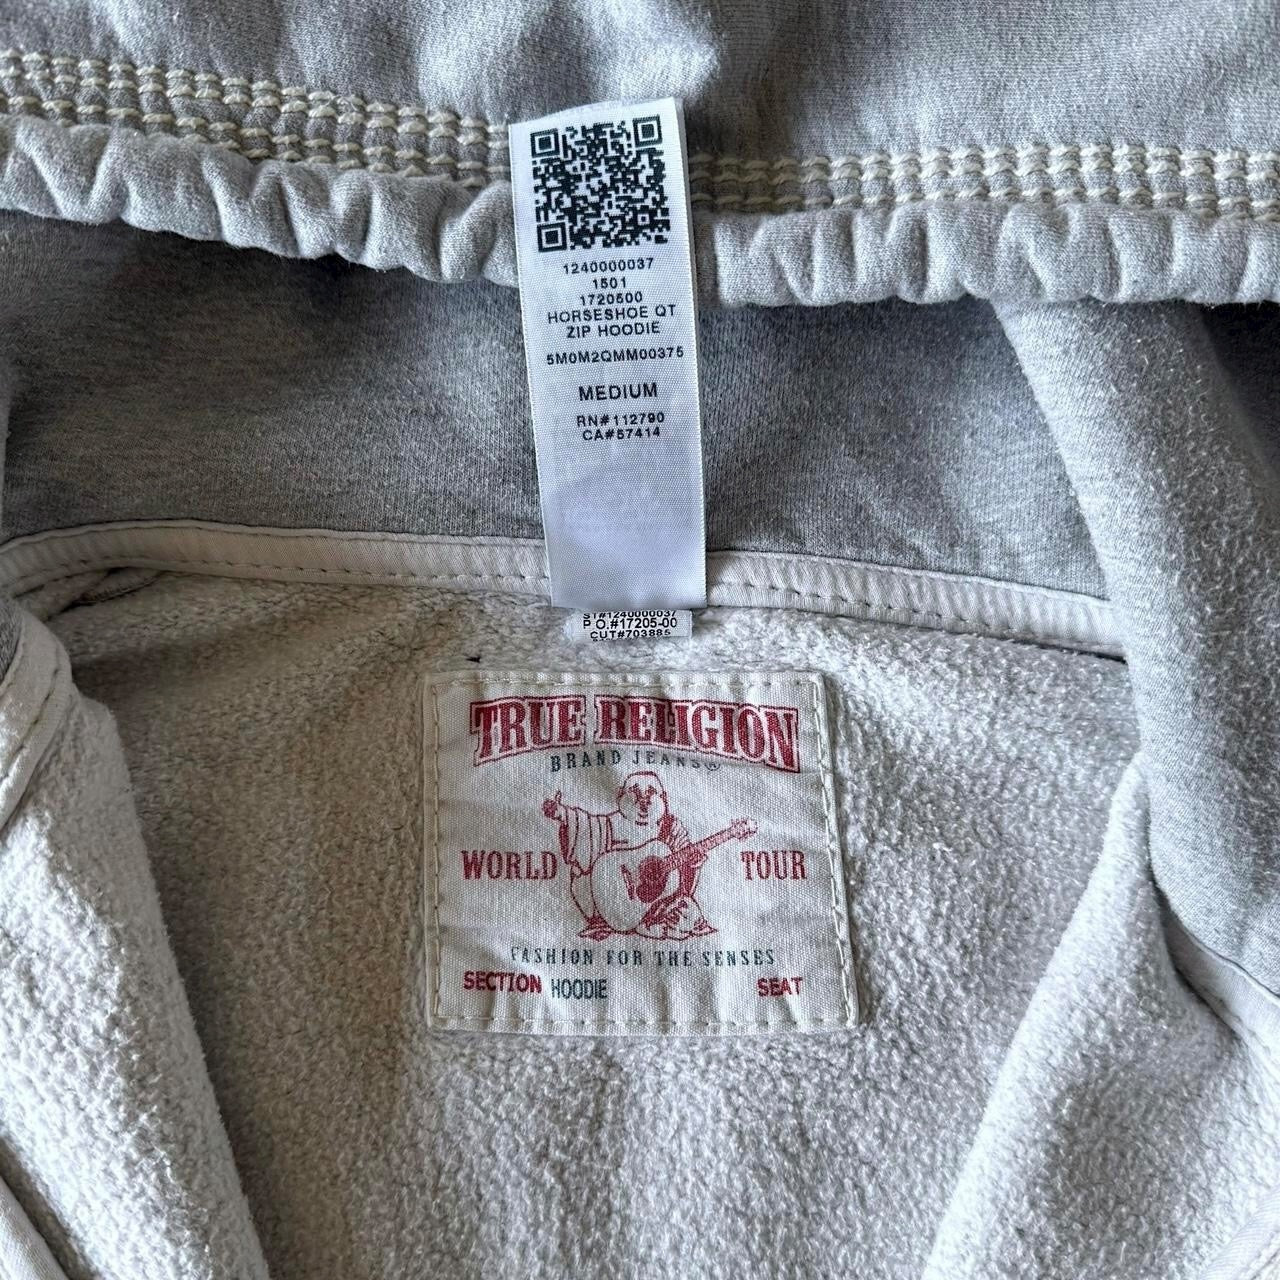 1240000037
1501
1720500
HORSESHOE QT
ZIP HOODIE
5M0M2QMM00375
MEDIUM
RN#112790
CA#57414
ST#1240000037
P O.#17205-00
CUT#703885
TRUE RELIGION
BRAND JEANS®
WORLD TOUR
FASHION FOR THE SENSES
SECTION HOODIE SEAT